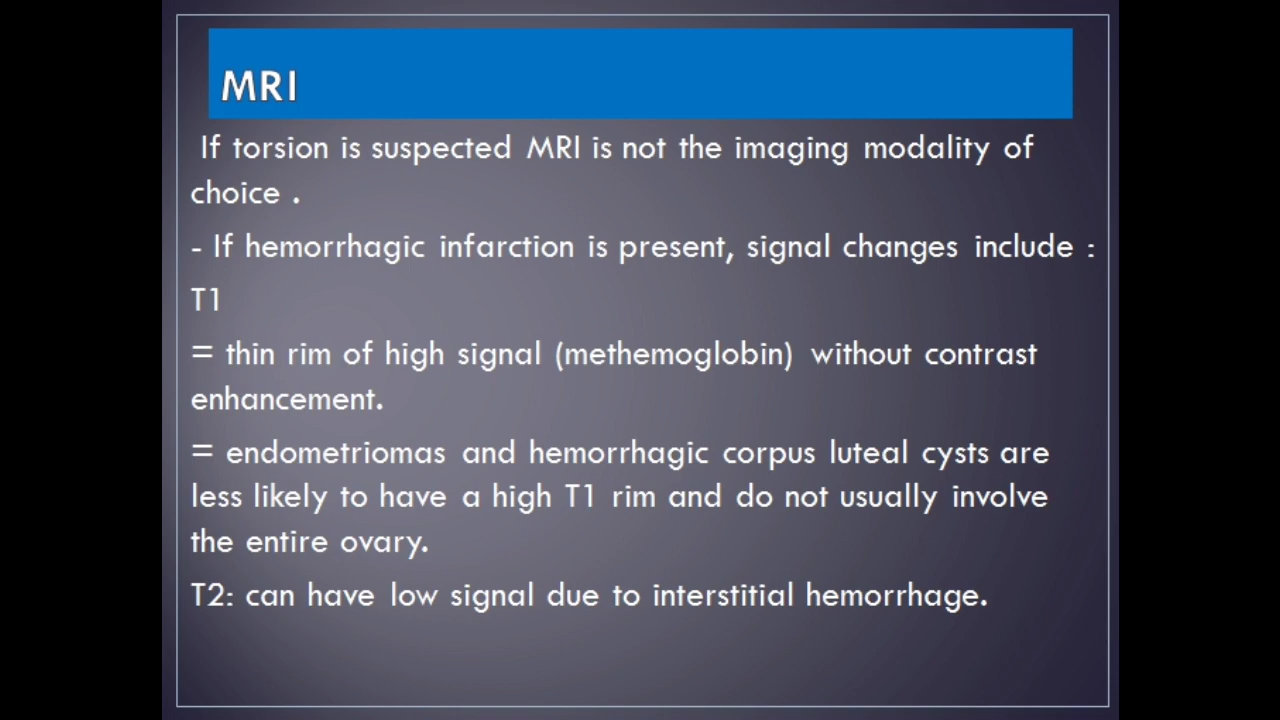 MRI
If torsion is suspected MRI is not the imaging modality of
choice .
- If hemorrhagic infarction is present, signal changes include :
T1
= thin rim of high signal (methemoglobin) without contrast
enhancement.
= endometriomas and hemorrhagic corpus luteal cysts are
less likely to have a high T1 rim and do not usually involve
the entire ovary.
T2: can have low signal due to interstitial hemorrhage.